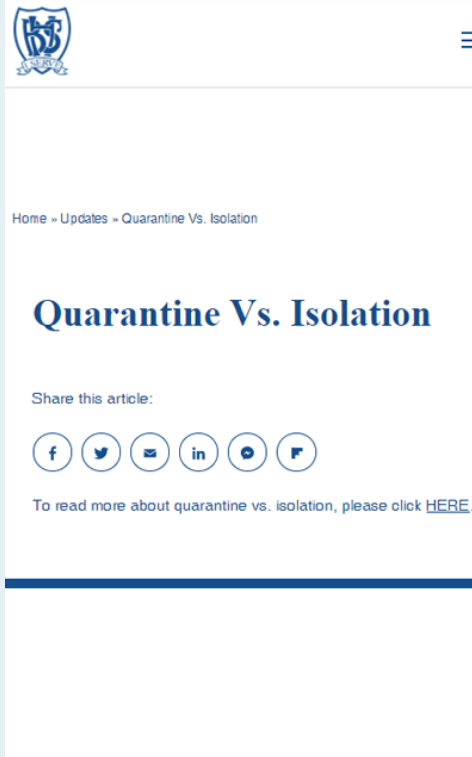 I SERVE
Home » Updates » Quarantine Vs. Isolation
Quarantine Vs. Isolation
Share this article:
To read more about quarantine vs. isolation, please click HERE.